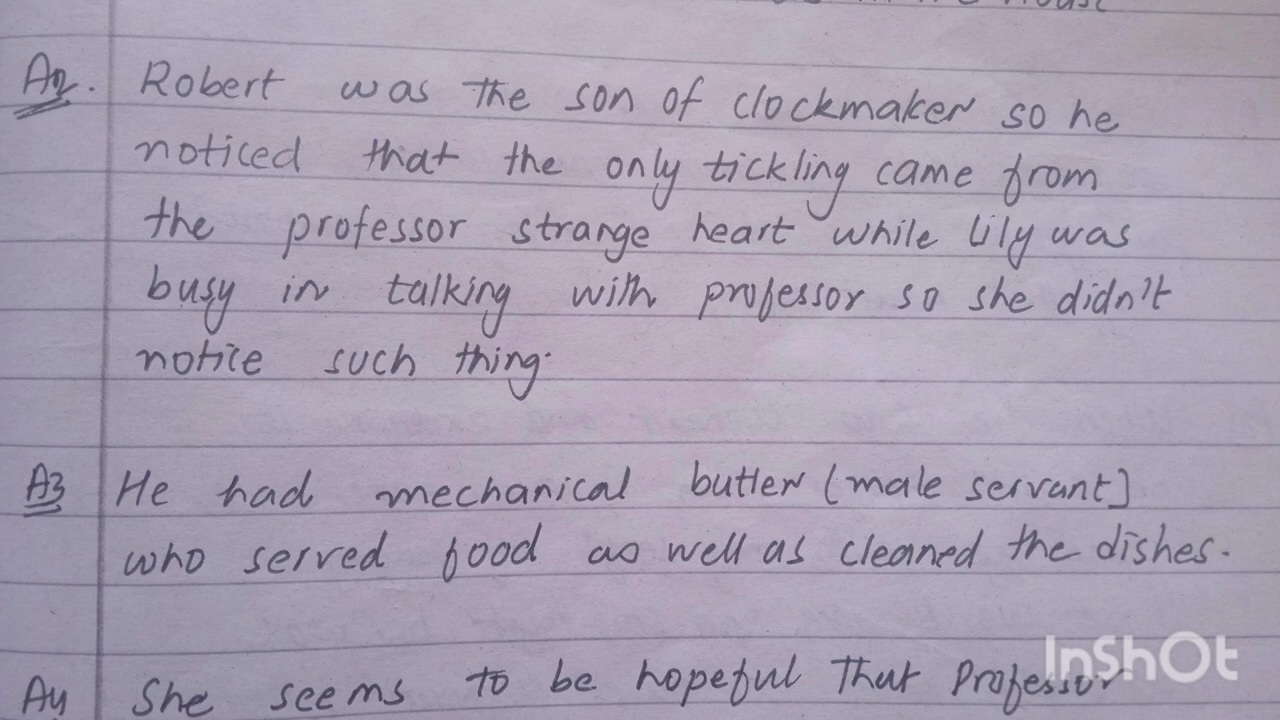 A2. Robert was the son of clockmaker so he
noticed that the only tickling came from
the professor strange heart while Lily was
busy in talking with professor so she didn't
notice such thing.
A3 He had mechanical butler (male servant]
who served food as well as cleaned the dishes.
A4 She seems to be hopeful that Professor
InShOt